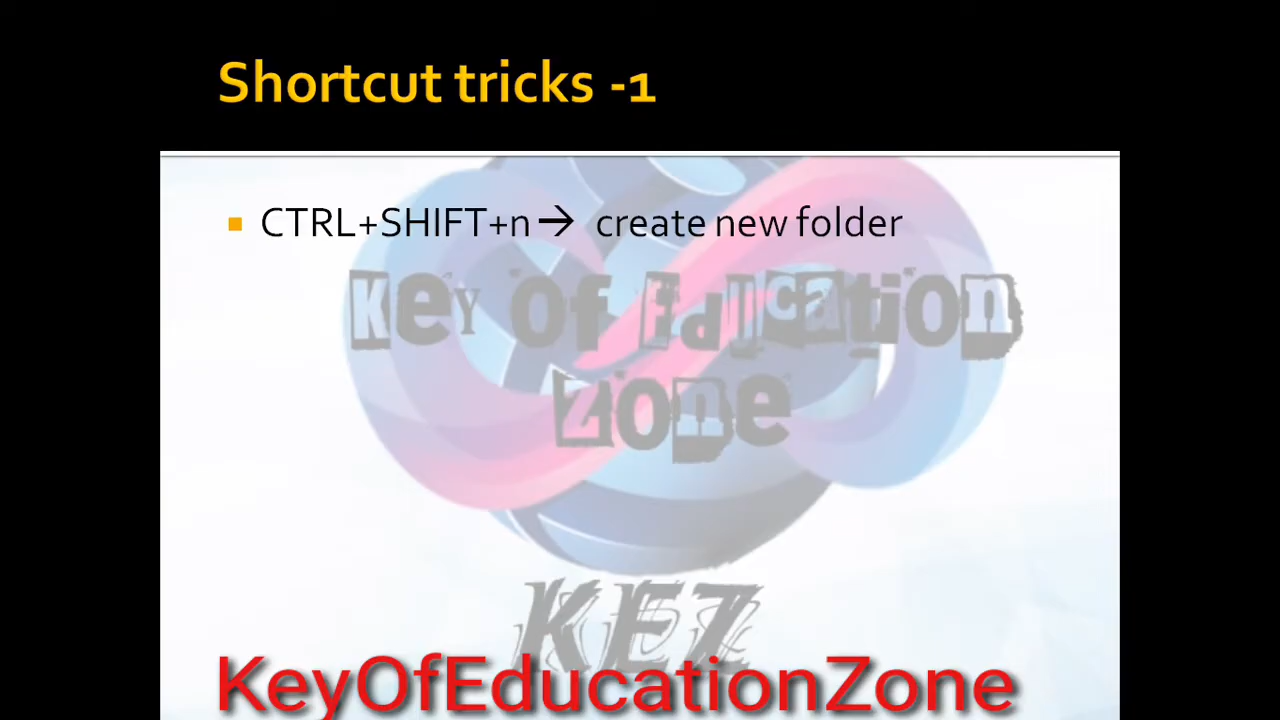 Shortcut tricks -1
CTRL+SHIFT+n → create new folder
Key of Education
Zone
KEZ
KeyOfEducationZone